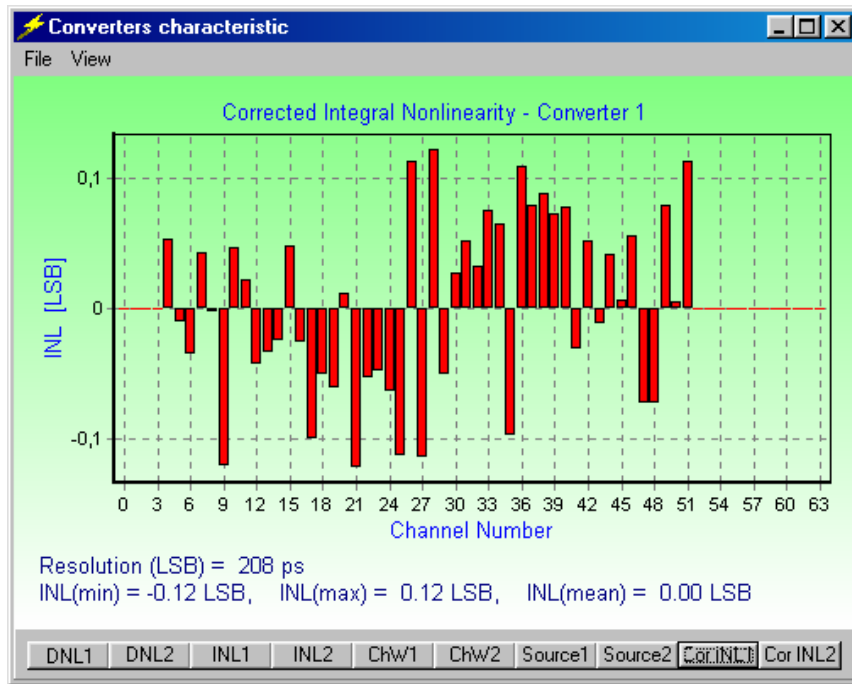 Converters characteristic
File View
Corrected Integral Nonlinearity - Converter 1
0,1
0
-0,1
INL [LSB]
0 3 6 9 12 15 18 21 24 27 30 33 36 39 42 45 48 51 54 57 60 63
Channel Number
Resolution (LSB) = 208 ps
INL(min) = -0.12 LSB, INL(max) = 0.12 LSB, INL(mean) = 0.00 LSB
DNL1 DNL2 INL1 INL2 ChW1 ChW2 Source1 Source2 Cor INL1 Cor INL2